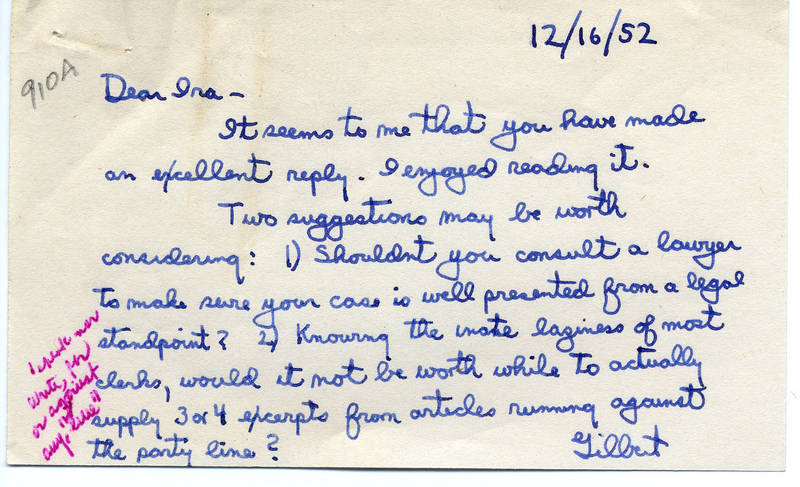 12/16/52
910A
Dear Ira –
It seems to me that you have made
an excellent reply. I enjoyed reading it.
Two suggestions may be worth
considering: 1) Shouldnt you consult a lawyer
to make sure your case is well presented from a legal
standpoint? 2) Knowing the inate laziness of most
clerks, would it not be worth while to actually
supply 3 or 4 excerpts from articles running against
the party line?
Gilbert
write, for
or against
any "line"